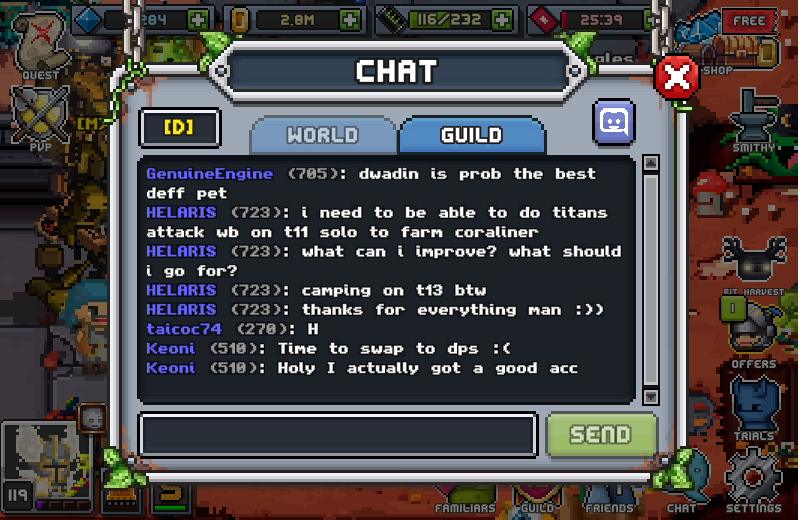 284
2.8M
116/232
25:39
FREE
QUEST
SHOP
CHAT
[D]
WORLD
GUILD
[M]
PVP
SMITHY
GenuineEngine (705): dwadin is prob the best
deff pet
HELARIS (723): i need to be able to do titans
attack wb on t11 solo to farm coraliner
HELARIS (723): what can i improve? what should
i go for?
HELARIS (723): camping on t13 btw
HELARIS (723): thanks for everything man :))
taicoc74 (270): H
Keoni (510): Time to swap to dps :(
Keoni (510): Holy I actually got a good acc
HARVEST
0
OFFERS
TRIALS
SEND
119
FAMILIARS
GUILD
FRIENDS
CHAT
SETTINGS